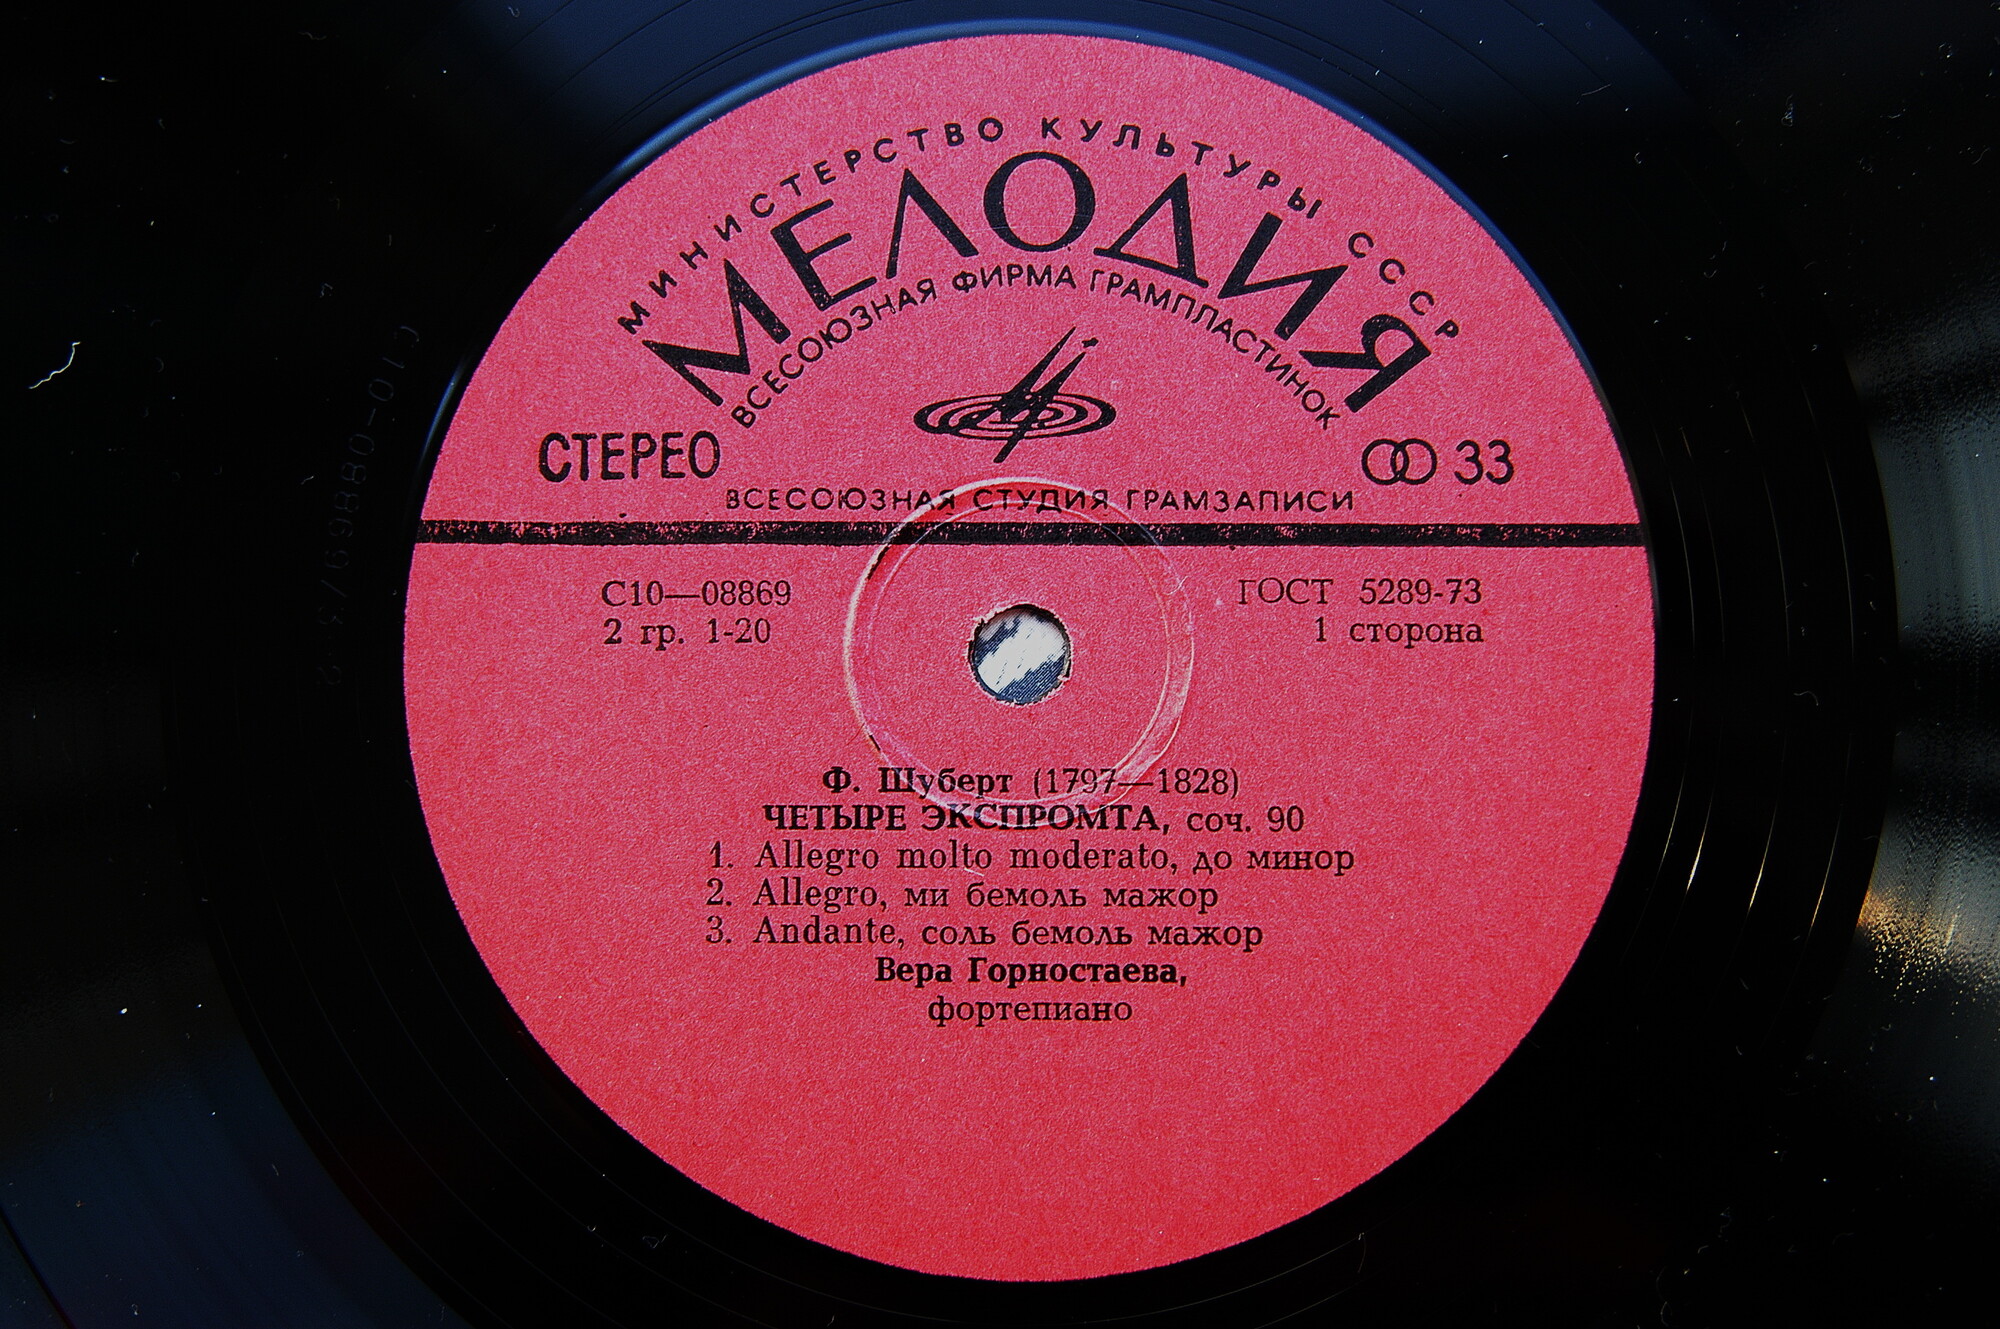 МИНИСТЕРСТВО КУЛЬТУРЫ СССР
МЕЛОДИЯ
ВСЕСОЮЗНАЯ ФИРМА ГРАМПЛАСТИНОК
СТЕРЕО
33
ВСЕСОЮЗНАЯ СТУДИЯ ГРАМЗАПИСИ
С10—08869 ГОСТ 5289-73
2 гр. 1-20 1 сторона
Ф. Шуберт (1797—1828)
ЧЕТЫРЕ ЭКСПРОМТА, соч. 90
1. Allegro molto moderato, до минор
2. Allegro, ми бемоль мажор
3. Andante, соль бемоль мажор
Вера Горностаева,
фортепиано